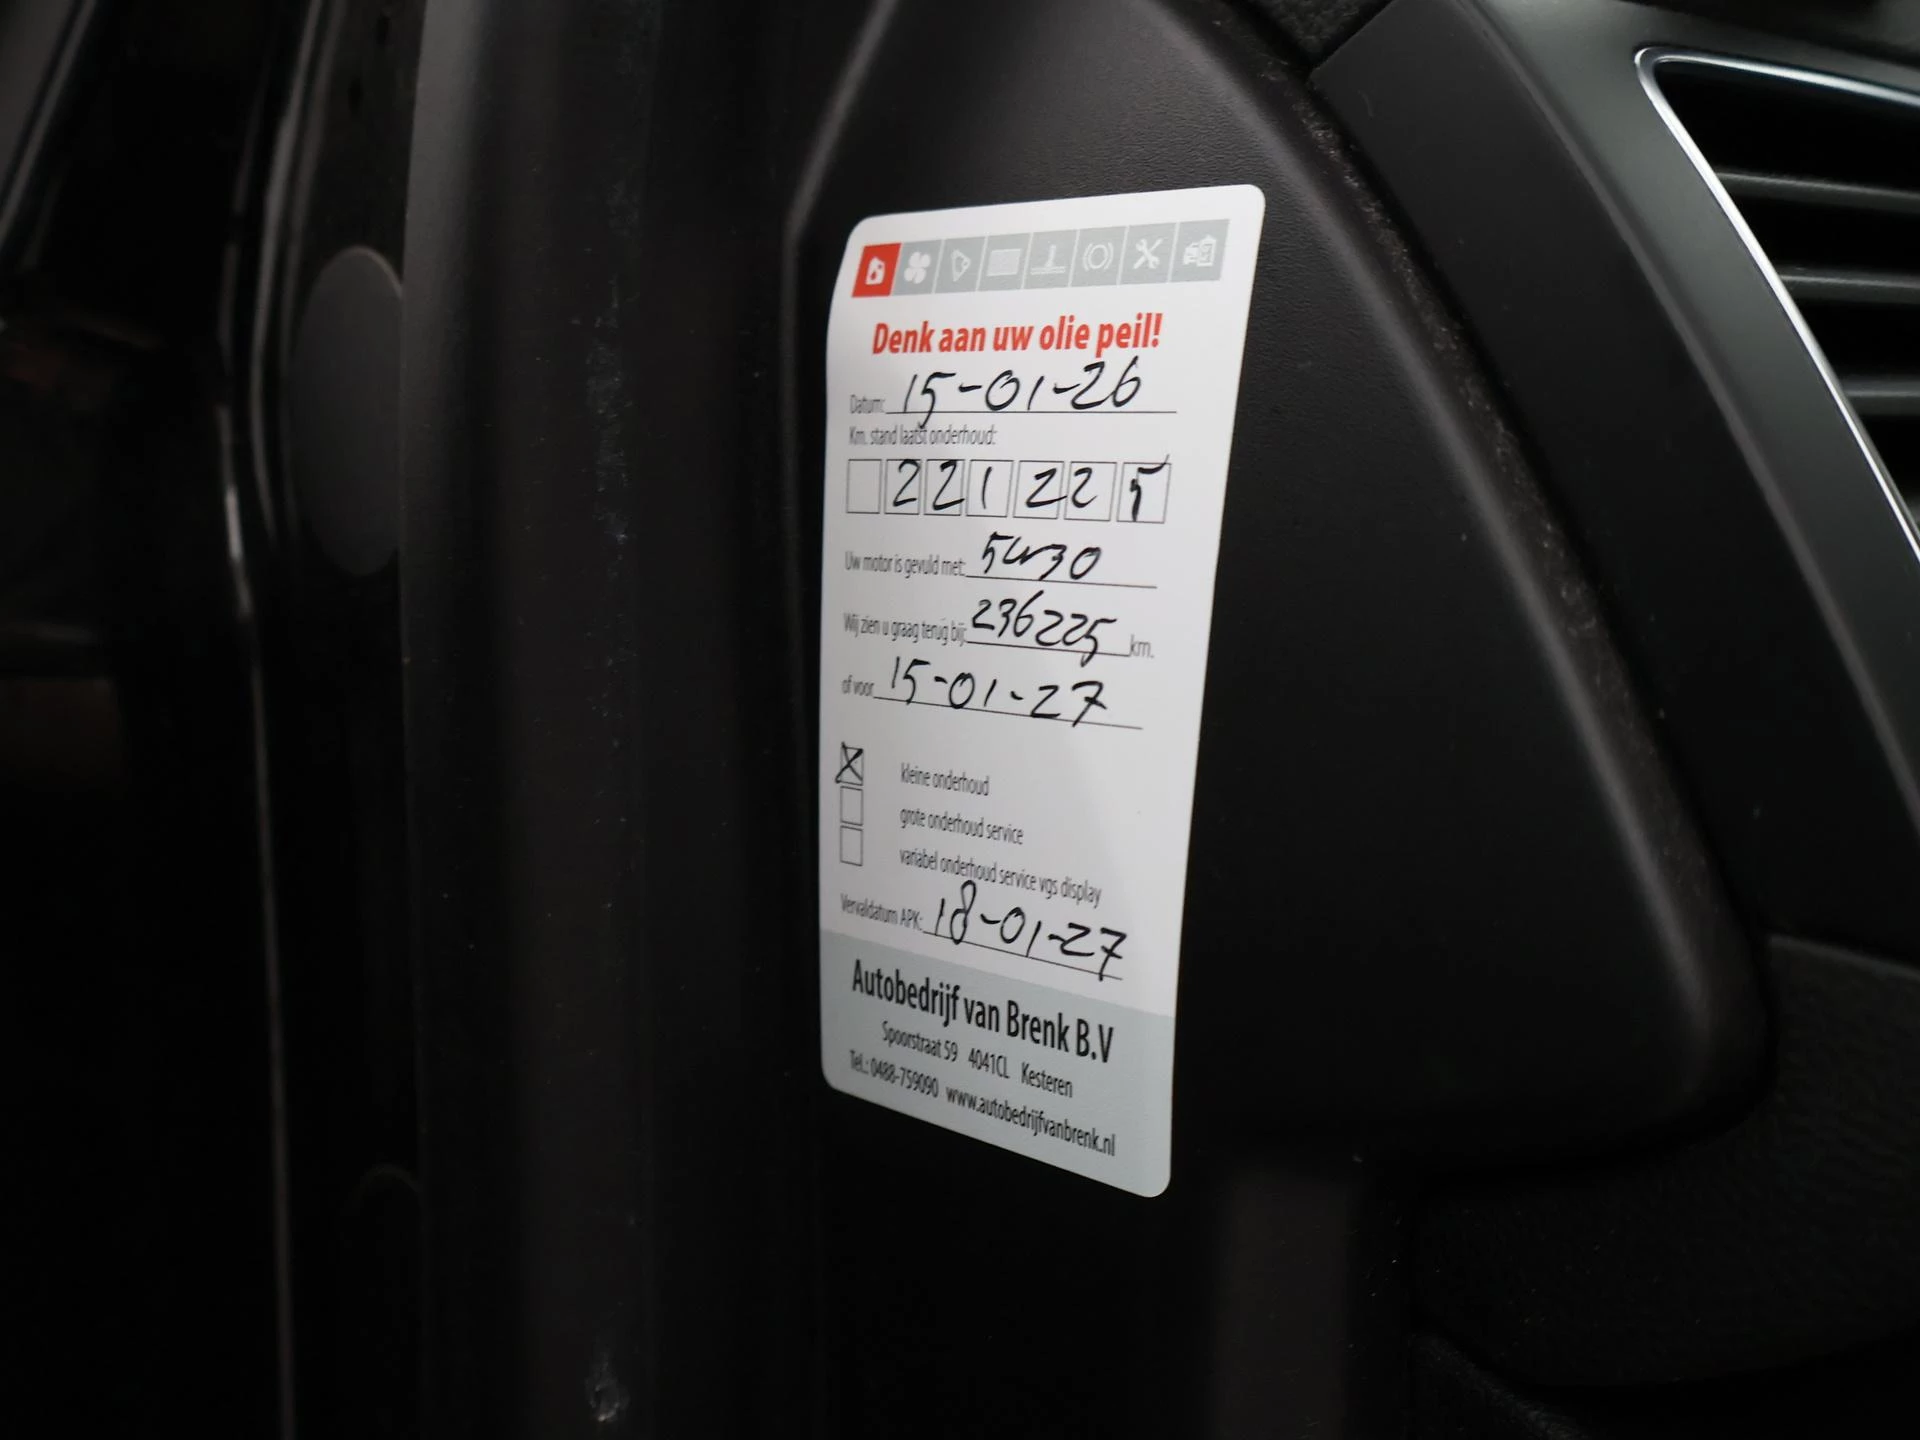 Denk aan uw olie peil!
Datum: 15-01-26
Km. stand laatst onderhoud:
221225
Uw motor is gevuld met: 5w30
Wij zien u graag terug bij: 236225 km.
of voor 15-01-27
X kleine onderhoud
grote onderhoud service
variabel onderhoud service vgs display
Vervaldatum APK: 18-01-27
Autobedrijf van Brenk B.V
Spoorstraat 59 4041CL Kesteren
Tel.: 0488-759090 www.autobedrijfvanbrenk.nl